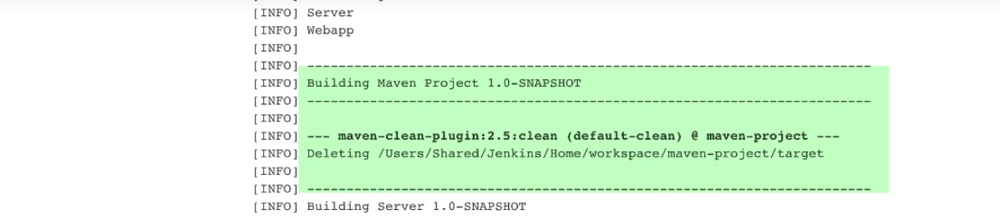 [INFO] Server
[INFO] Webapp
[INFO]
[INFO] ------------------------------------------------------------------------
[INFO] Building Maven Project 1.0-SNAPSHOT
[INFO] ------------------------------------------------------------------------
[INFO]
[INFO] --- maven-clean-plugin:2.5:clean (default-clean) @ maven-project ---
[INFO] Deleting /Users/Shared/Jenkins/Home/workspace/maven-project/target
[INFO]
[INFO] ------------------------------------------------------------------------
[INFO] Building Server 1.0-SNAPSHOT